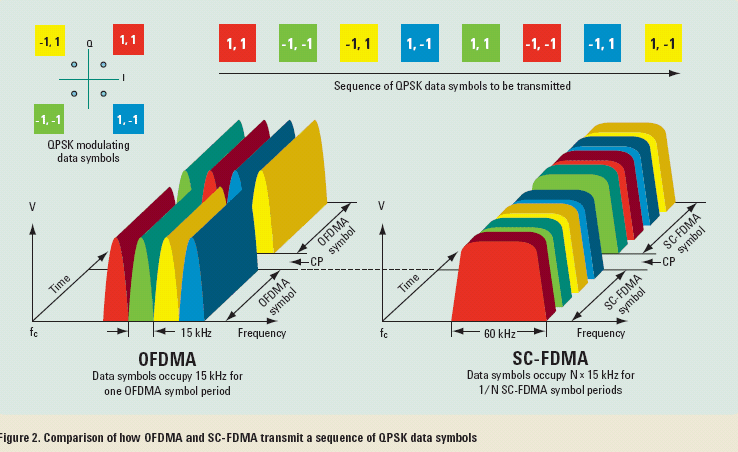 -1, 1
Q
1, 1
I
-1, -1
1, -1
QPSK modulating
data symbols
1, 1
-1, -1
-1, 1
1, -1
1, 1
-1, -1
-1, 1
1, -1
Sequence of QPSK data symbols to be transmitted
V
Time
fc
15 kHz
Frequency
OFDMA
symbol
CP
OFDMA
symbol
OFDMA
Data symbols occupy 15 kHz for
one OFDMA symbol period
V
Time
fc
60 kHz
Frequency
SC-FDMA
symbol
CP
SC-FDMA
symbol
SC-FDMA
Data symbols occupy N × 15 kHz for
1/N SC-FDMA symbol periods
Figure 2. Comparison of how OFDMA and SC-FDMA transmit a sequence of QPSK data symbols